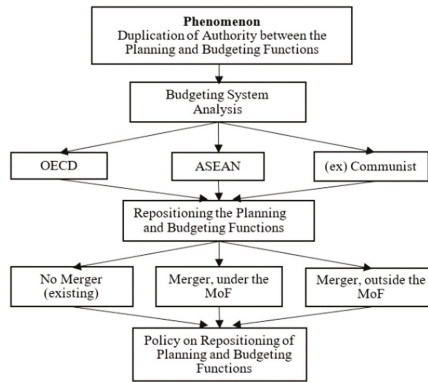 Phenomenon
Duplication of Authority between the
Planning and Budgeting Functions
Budgeting System
Analysis
OECD
ASEAN
(ex) Communist
Repositioning the Planning
and Budgeting Functions
No Merger
(existing)
Merger, under the
MoF
Merger, outside the
MoF
Policy on Repositioning of
Planning and Budgeting
Functions